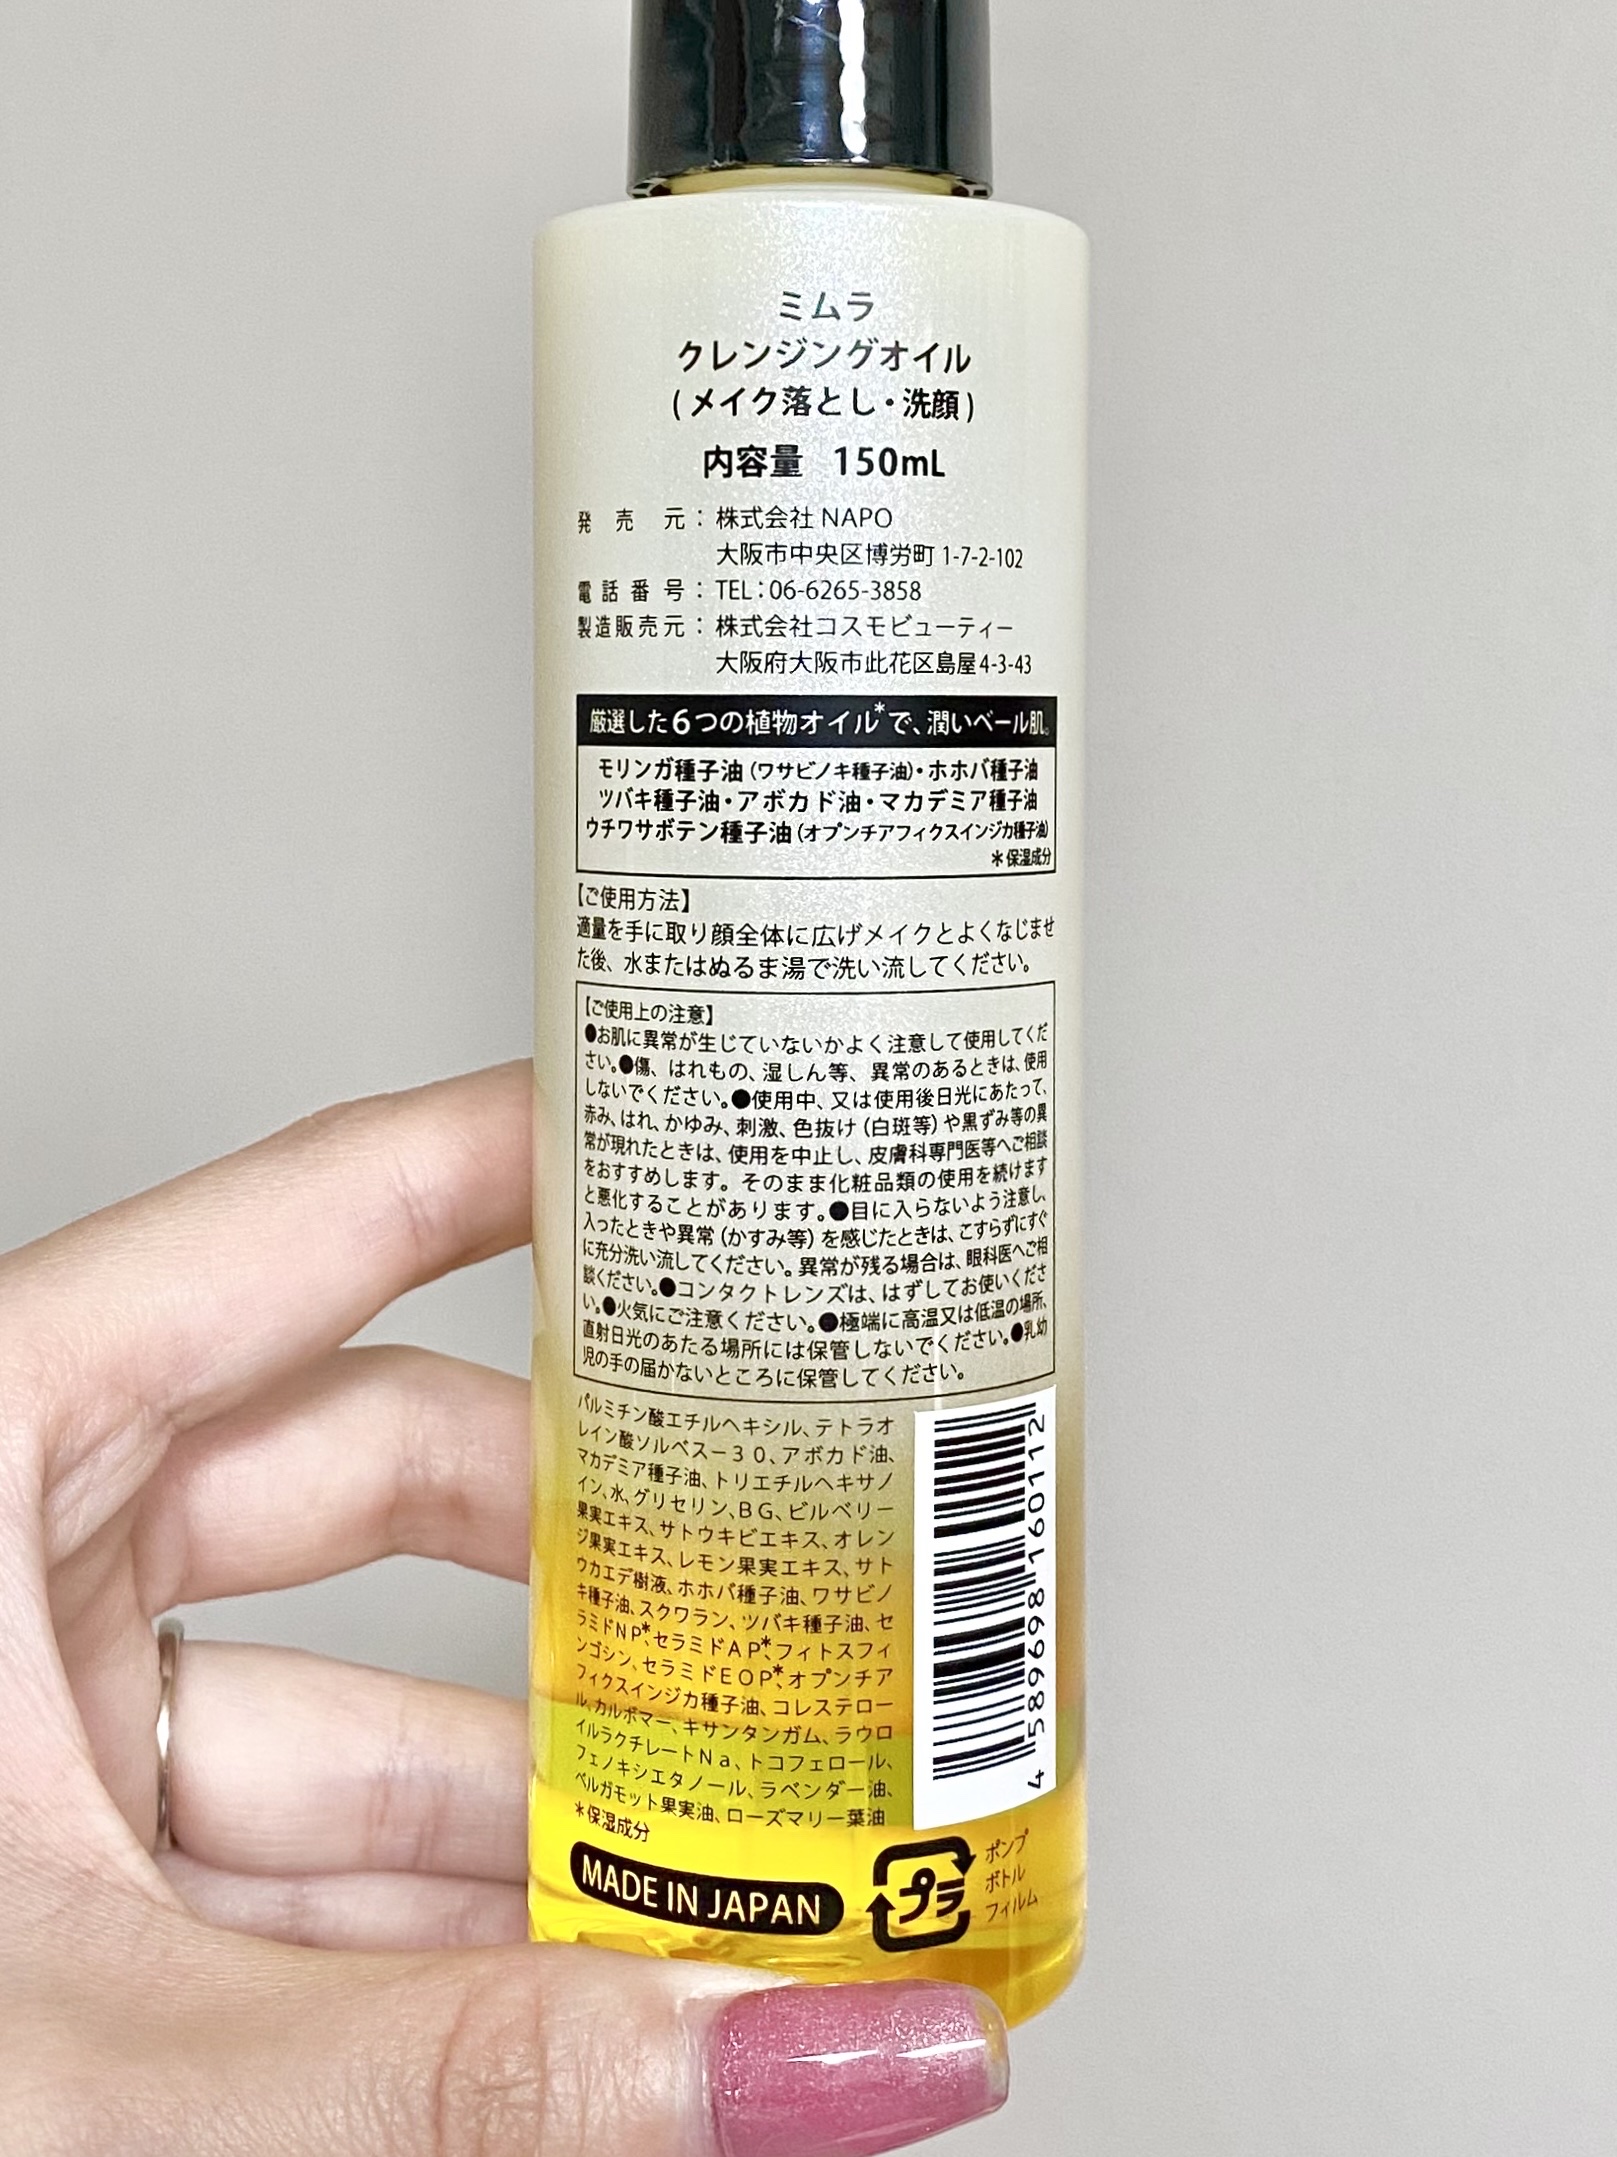 ミムラ
クレンジングオイル
(メイク落とし・洗顔)
内容量 150mL
発売元：株式会社 NAPO
大阪市中央区博労町 1-7-2-102
電話番号：TEL：06-6265-3858
製造販売元：株式会社コスモビューティー
大阪府大阪市此花区島屋4-3-43
厳選した6つの植物オイル*で、潤いベール肌。
モリンガ種子油(ワサビノキ種子油)・ホホバ種子油
ツバキ種子油・アボカド油・マカデミア種子油
ウチワサボテン種子油(オプンチアフィクスインジカ種子油)
＊保湿成分
【ご使用方法】
適量を手に取り顔全体に広げメイクとよくなじませ
た後、水またはぬるま湯で洗い流してください。
【ご使用上の注意】
●お肌に異常が生じていないかよく注意して使用してくだ
さい。●傷、はれもの、湿しん等、異常のあるときは、使用
しないでください。●使用中、又は使用後日光にあたって、
赤み、はれ、かゆみ、刺激、色抜け(白斑等)や黒ずみ等の異
常が現れたときは、使用を中止し、皮膚科専門医等へご相談
をおすすめします。そのまま化粧品類の使用を続けます
と悪化することがあります。●目に入らないよう注意し、
入ったときや異常(かすみ等)を感じたときは、こすらずにすぐ
に充分洗い流してください。異常が残る場合は、眼科医へご相
談ください。●コンタクトレンズは、はずしてお使いくださ
い。●火気にご注意ください。●極端に高温又は低温の場所、
直射日光のあたる場所には保管しないでください。●乳幼
児の手の届かないところに保管してください。
パルミチン酸エチルヘキシル、テトラオ
レイン酸ソルベスー３０、アボカド油、
マカデミア種子油、トリエチルヘキサノ
イン、水、グリセリン、ＢＧ、ビルベリー
果実エキス、サトウキビエキス、オレン
ジ果実エキス、レモン果実エキス、サト
ウカエデ樹液、ホホバ種子油、ワサビノ
キ種子油、スクワラン、ツバキ種子油、セ
ラミドＮＰ*、セラミドＡＰ*、フィトスフィ
ンゴシン、セラミドＥＯＰ*、オプンチア
フィクスインジカ種子油、コレステロー
ル、カルボマー、キサンタンガム、ラウロ
イルラクチレートＮａ、トコフェロール、
フェノキシエタノール、ラベンダー油、
ベルガモット果実油、ローズマリー葉油
＊保湿成分
4 589698 160112
MADE IN JAPAN
プラ
ポンプ
ボトル
フィルム